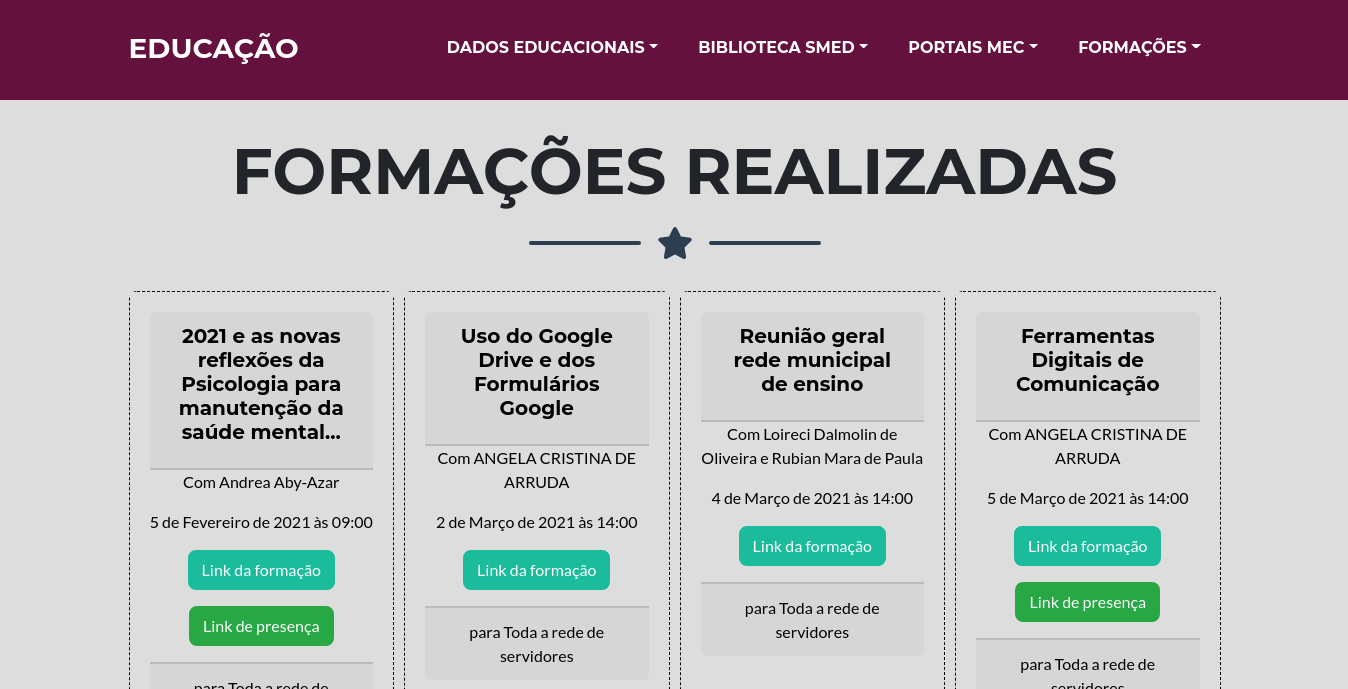 EDUCAÇÃO
DADOS EDUCACIONAIS
BIBLIOTECA SMED
PORTAIS MEC
FORMAÇÕES
FORMAÇÕES REALIZADAS
2021 e as novas
reflexões da
Psicologia para
manutenção da
saúde mental...
Com Andrea Aby-Azar
5 de Fevereiro de 2021 às 09:00
Link da formação
Link de presença
para Toda a rede de
Uso do Google
Drive e dos
Formulários
Google
Com ANGELA CRISTINA DE
ARRUDA
2 de Março de 2021 às 14:00
Link da formação
para Toda a rede de
servidores
Reunião geral
rede municipal
de ensino
Com Loireci Dalmolin de
Oliveira e Rubian Mara de Paula
4 de Março de 2021 às 14:00
Link da formação
para Toda a rede de
servidores
Ferramentas
Digitais de
Comunicação
Com ANGELA CRISTINA DE
ARRUDA
5 de Março de 2021 às 14:00
Link da formação
Link de presença
para Toda a rede de
servidores